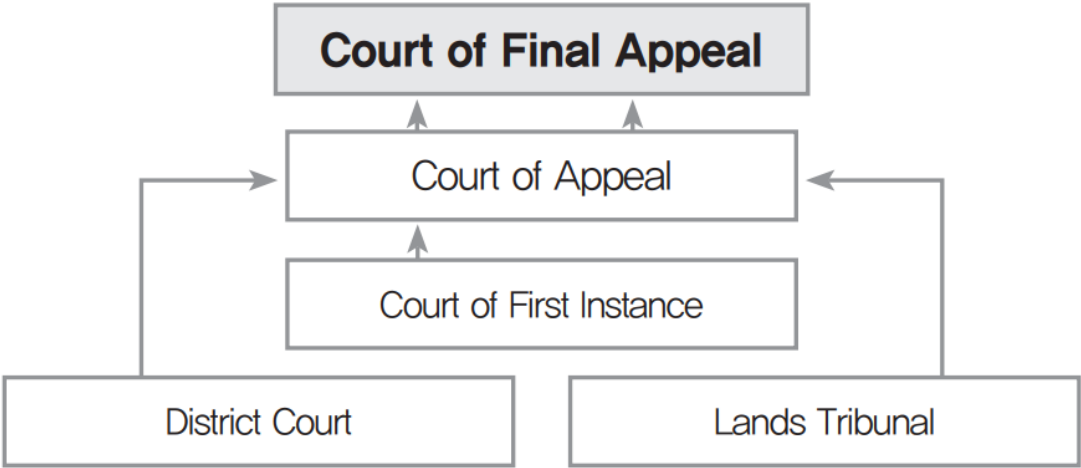 Court of Final Appeal
Court of Appeal
Court of First Instance
District Court
Lands Tribunal